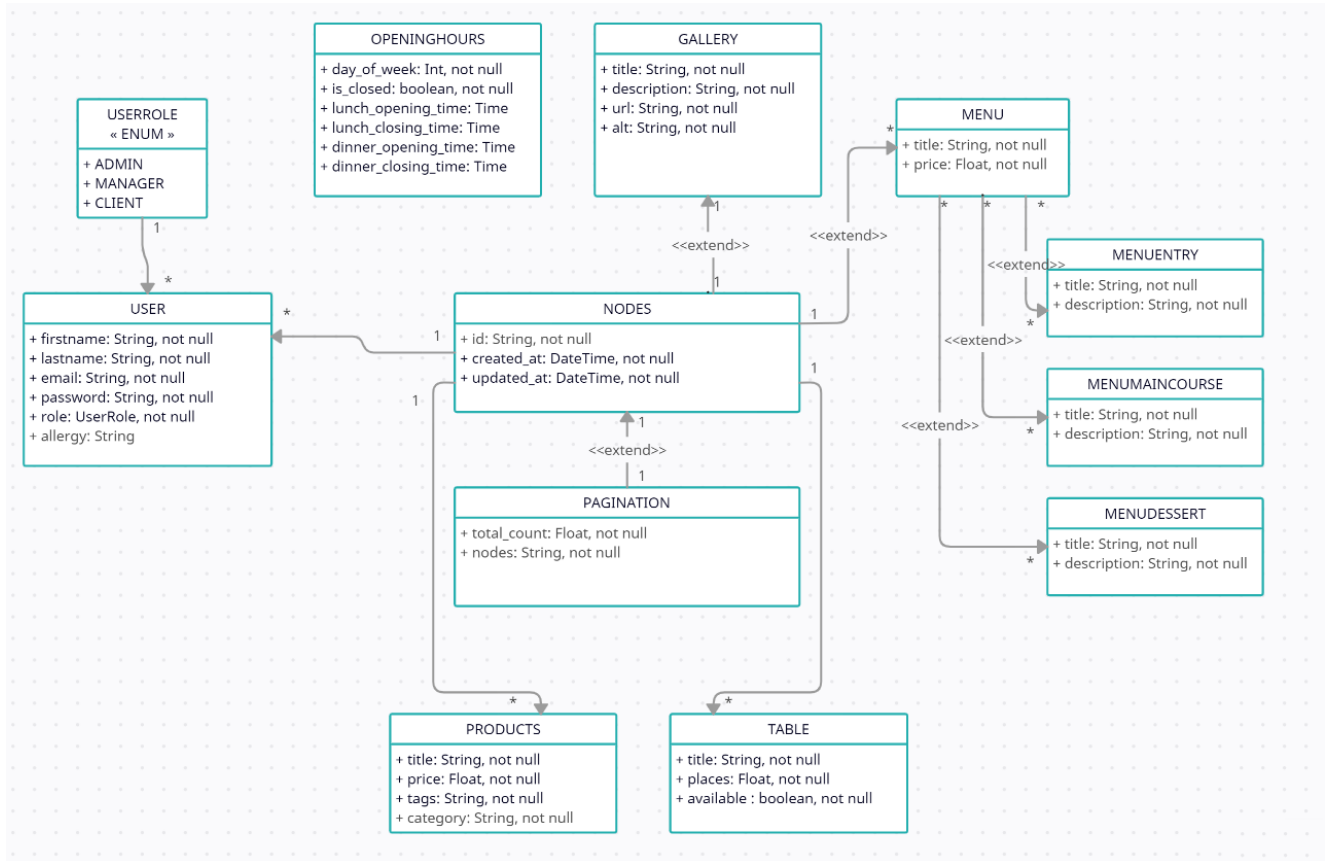 OPENINGHOURS
+ day_of_week: Int, not null
+ is_closed: boolean, not null
+ lunch_opening_time: Time
+ lunch_closing_time: Time
+ dinner_opening_time: Time
+ dinner_closing_time: Time
GALLERY
+ title: String, not null
+ description: String, not null
+ url: String, not null
+ alt: String, not null
USERROLE
« ENUM »
+ ADMIN
+ MANAGER
+ CLIENT
MENU
+ title: String, not null
+ price: Float, not null
*
1
*
1
<<extend>>
1
<<extend>>
1
*
*
*
<<extend>>
*
<<extend>>
*
<<extend>>
*
MENUENTRY
+ title: String, not null
+ description: String, not null
MENUMAINCOURSE
+ title: String, not null
+ description: String, not null
MENUDESSERT
+ title: String, not null
+ description: String, not null
USER
+ firstname: String, not null
+ lastname: String, not null
+ email: String, not null
+ password: String, not null
+ role: UserRole, not null
+ allergy: String
*
1
NODES
+ id: String, not null
+ created_at: DateTime, not null
+ updated_at: DateTime, not null
1
1
1
<<extend>>
1
PAGINATION
+ total_count: Float, not null
+ nodes: String, not null
*
*
PRODUCTS
+ title: String, not null
+ price: Float, not null
+ tags: String, not null
+ category: String, not null
TABLE
+ title: String, not null
+ places: Float, not null
+ available : boolean, not null